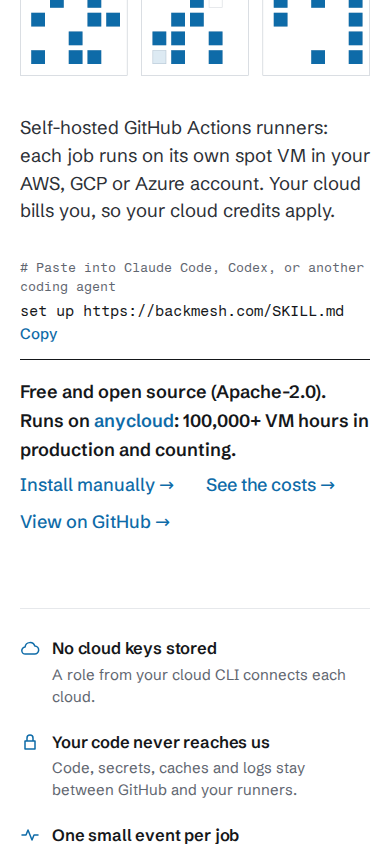 Self-hosted GitHub Actions runners:
each job runs on its own spot VM in your
AWS, GCP or Azure account. Your cloud
bills you, so your cloud credits apply.
# Paste into Claude Code, Codex, or another
coding agent
set up https://backmesh.com/SKILL.md
Copy
Free and open source (Apache-2.0).
Runs on anycloud: 100,000+ VM hours in
production and counting.
Install manually → See the costs →
View on GitHub →
No cloud keys stored
A role from your cloud CLI connects each
cloud.
Your code never reaches us
Code, secrets, caches and logs stay
between GitHub and your runners.
One small event per job